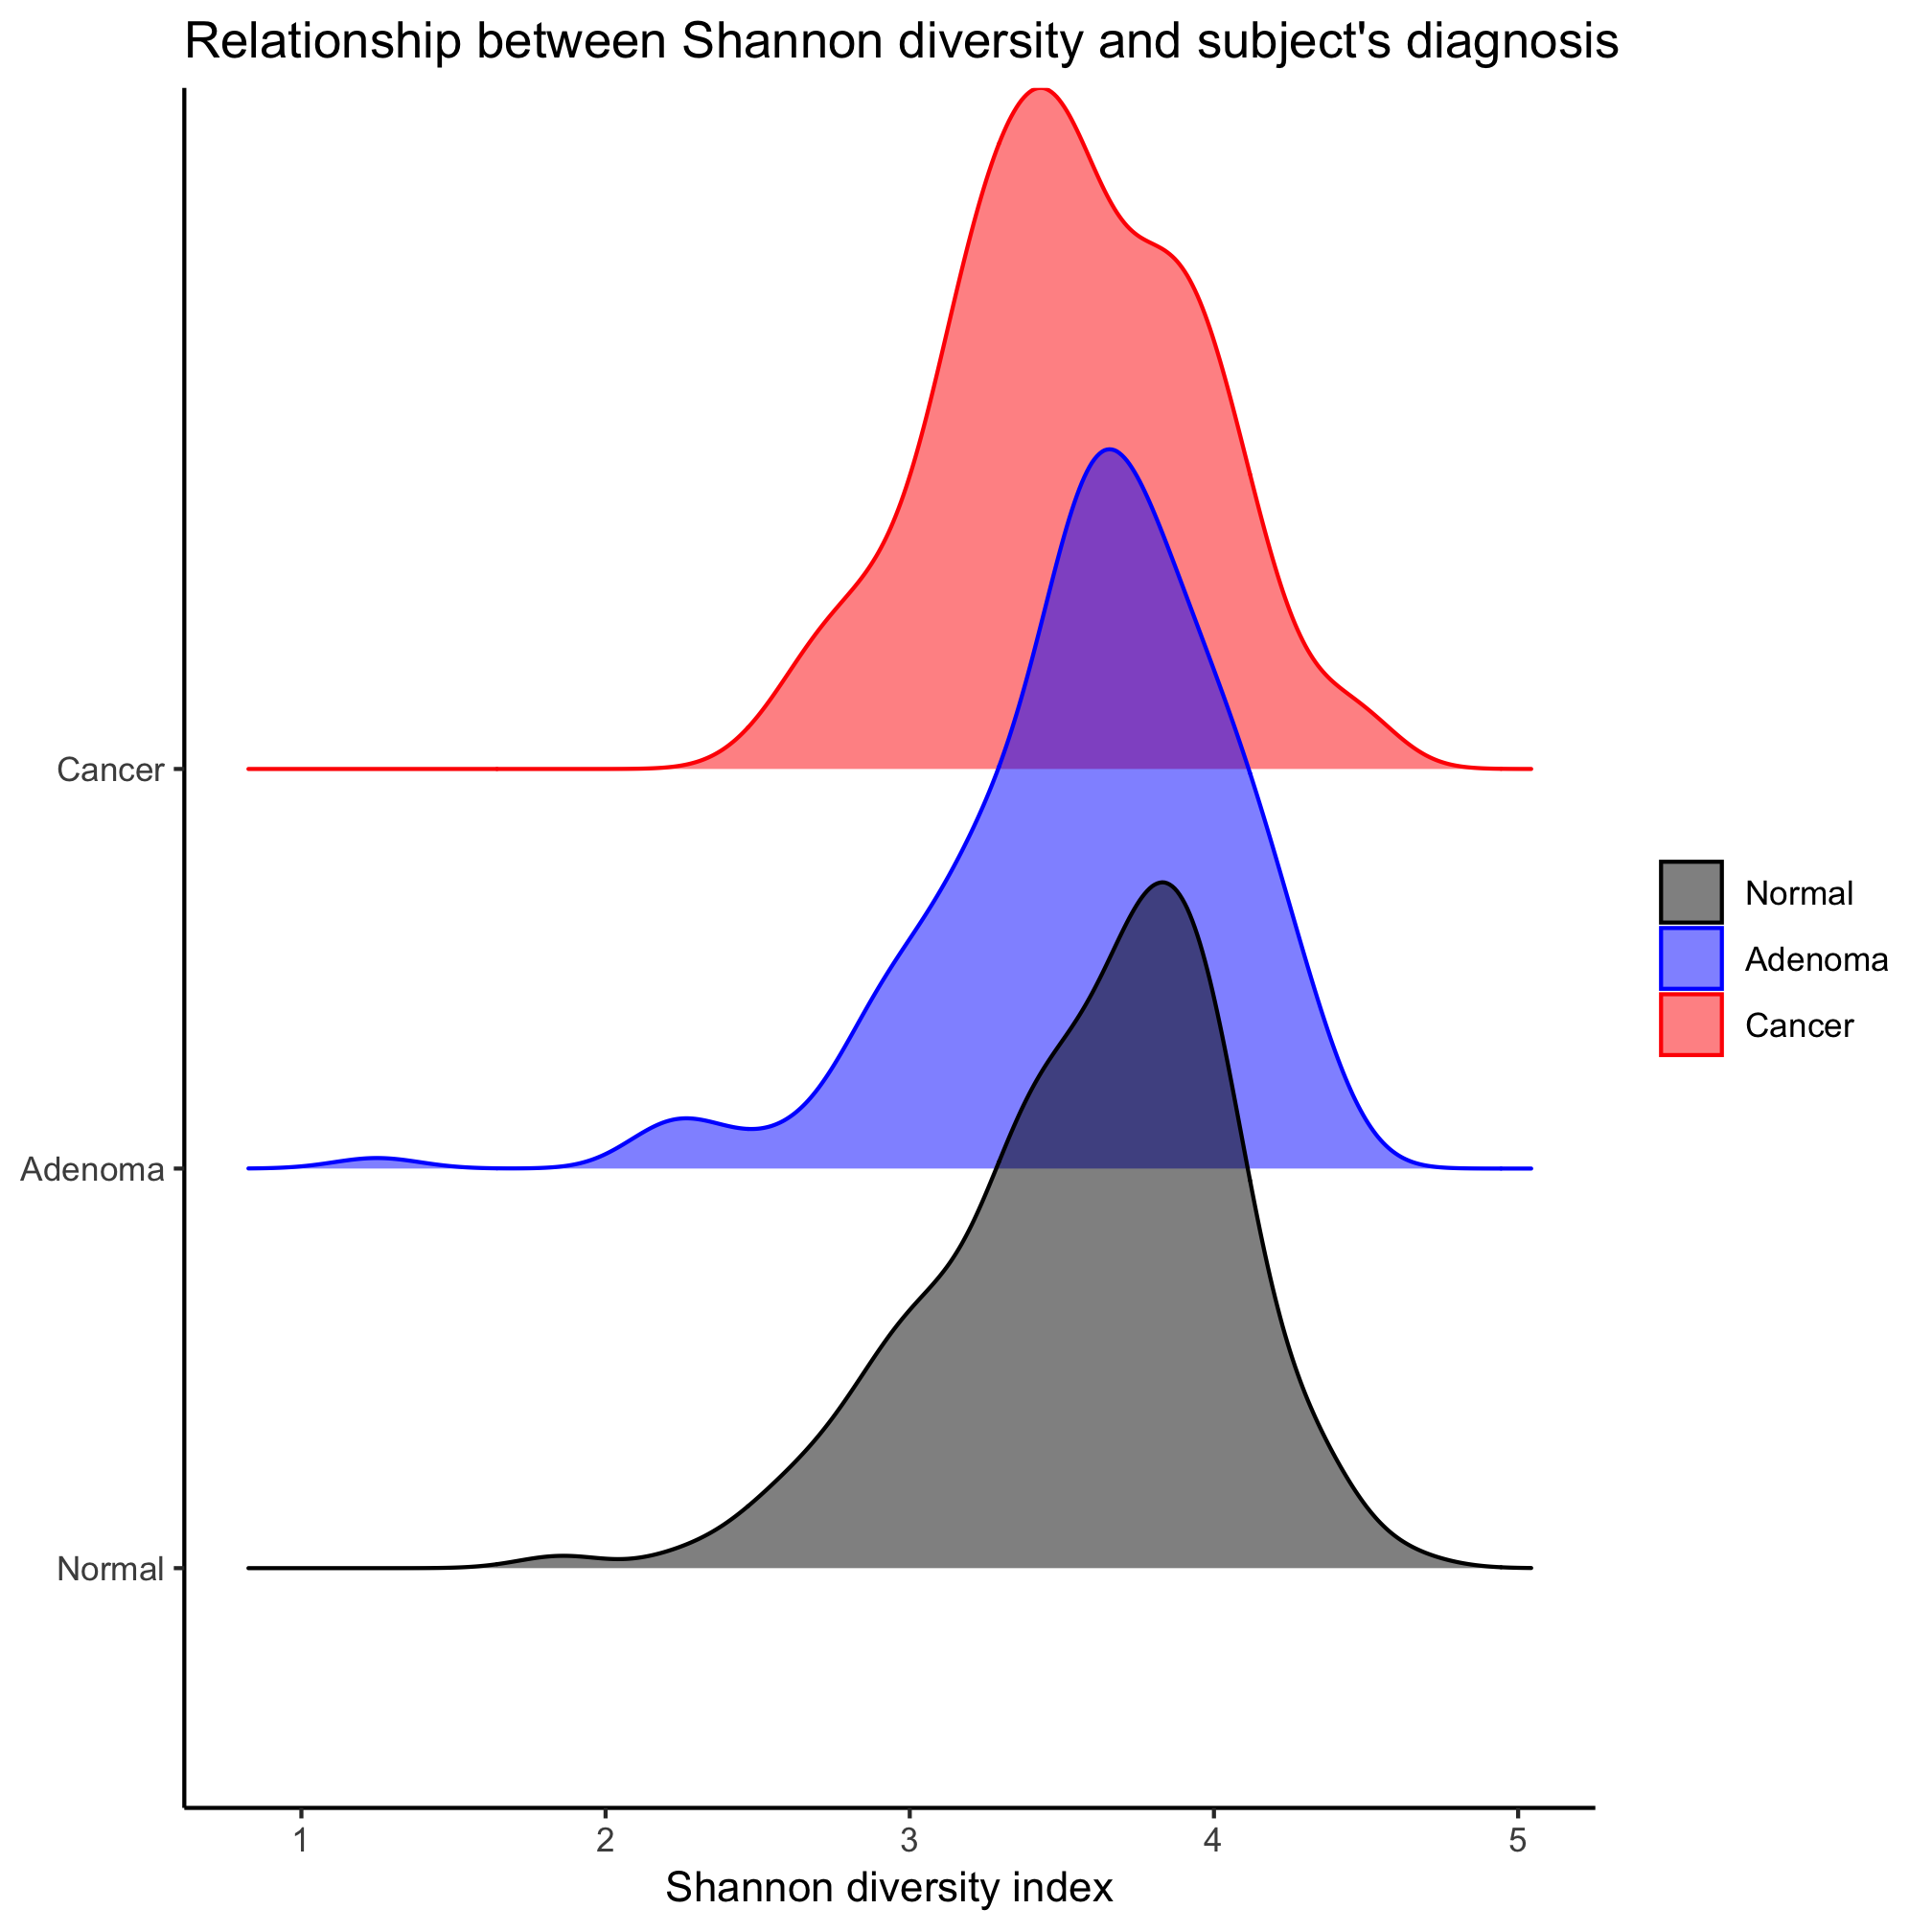 Relationship between Shannon diversity and subject's diagnosis
Cancer
Adenoma
Normal
Normal
Adenoma
Cancer
1 2 3 4 5
Shannon diversity index